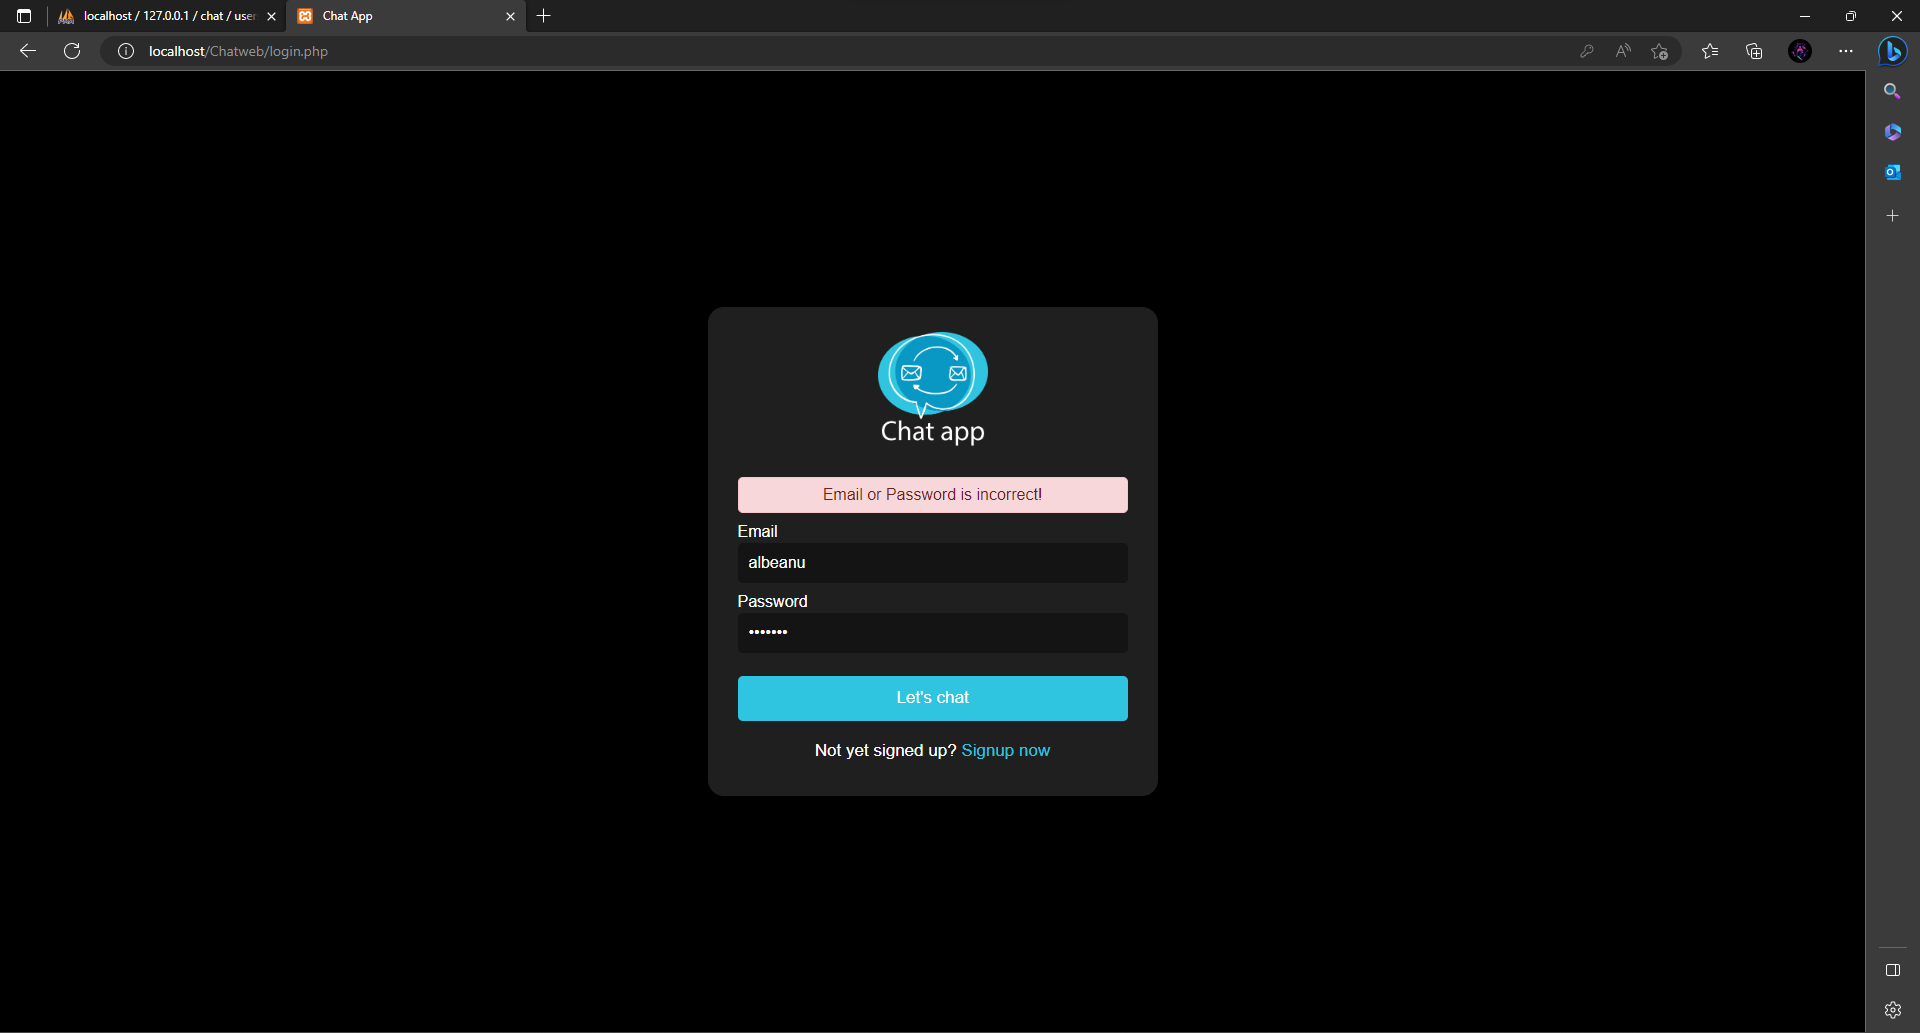 localhost / 127.0.0.1 / chat / user
Chat App
localhost/Chatweb/login.php
Chat app
Email or Password is incorrect!
Email
albeanu
Password
•••••••
Let's chat
Not yet signed up? Signup now